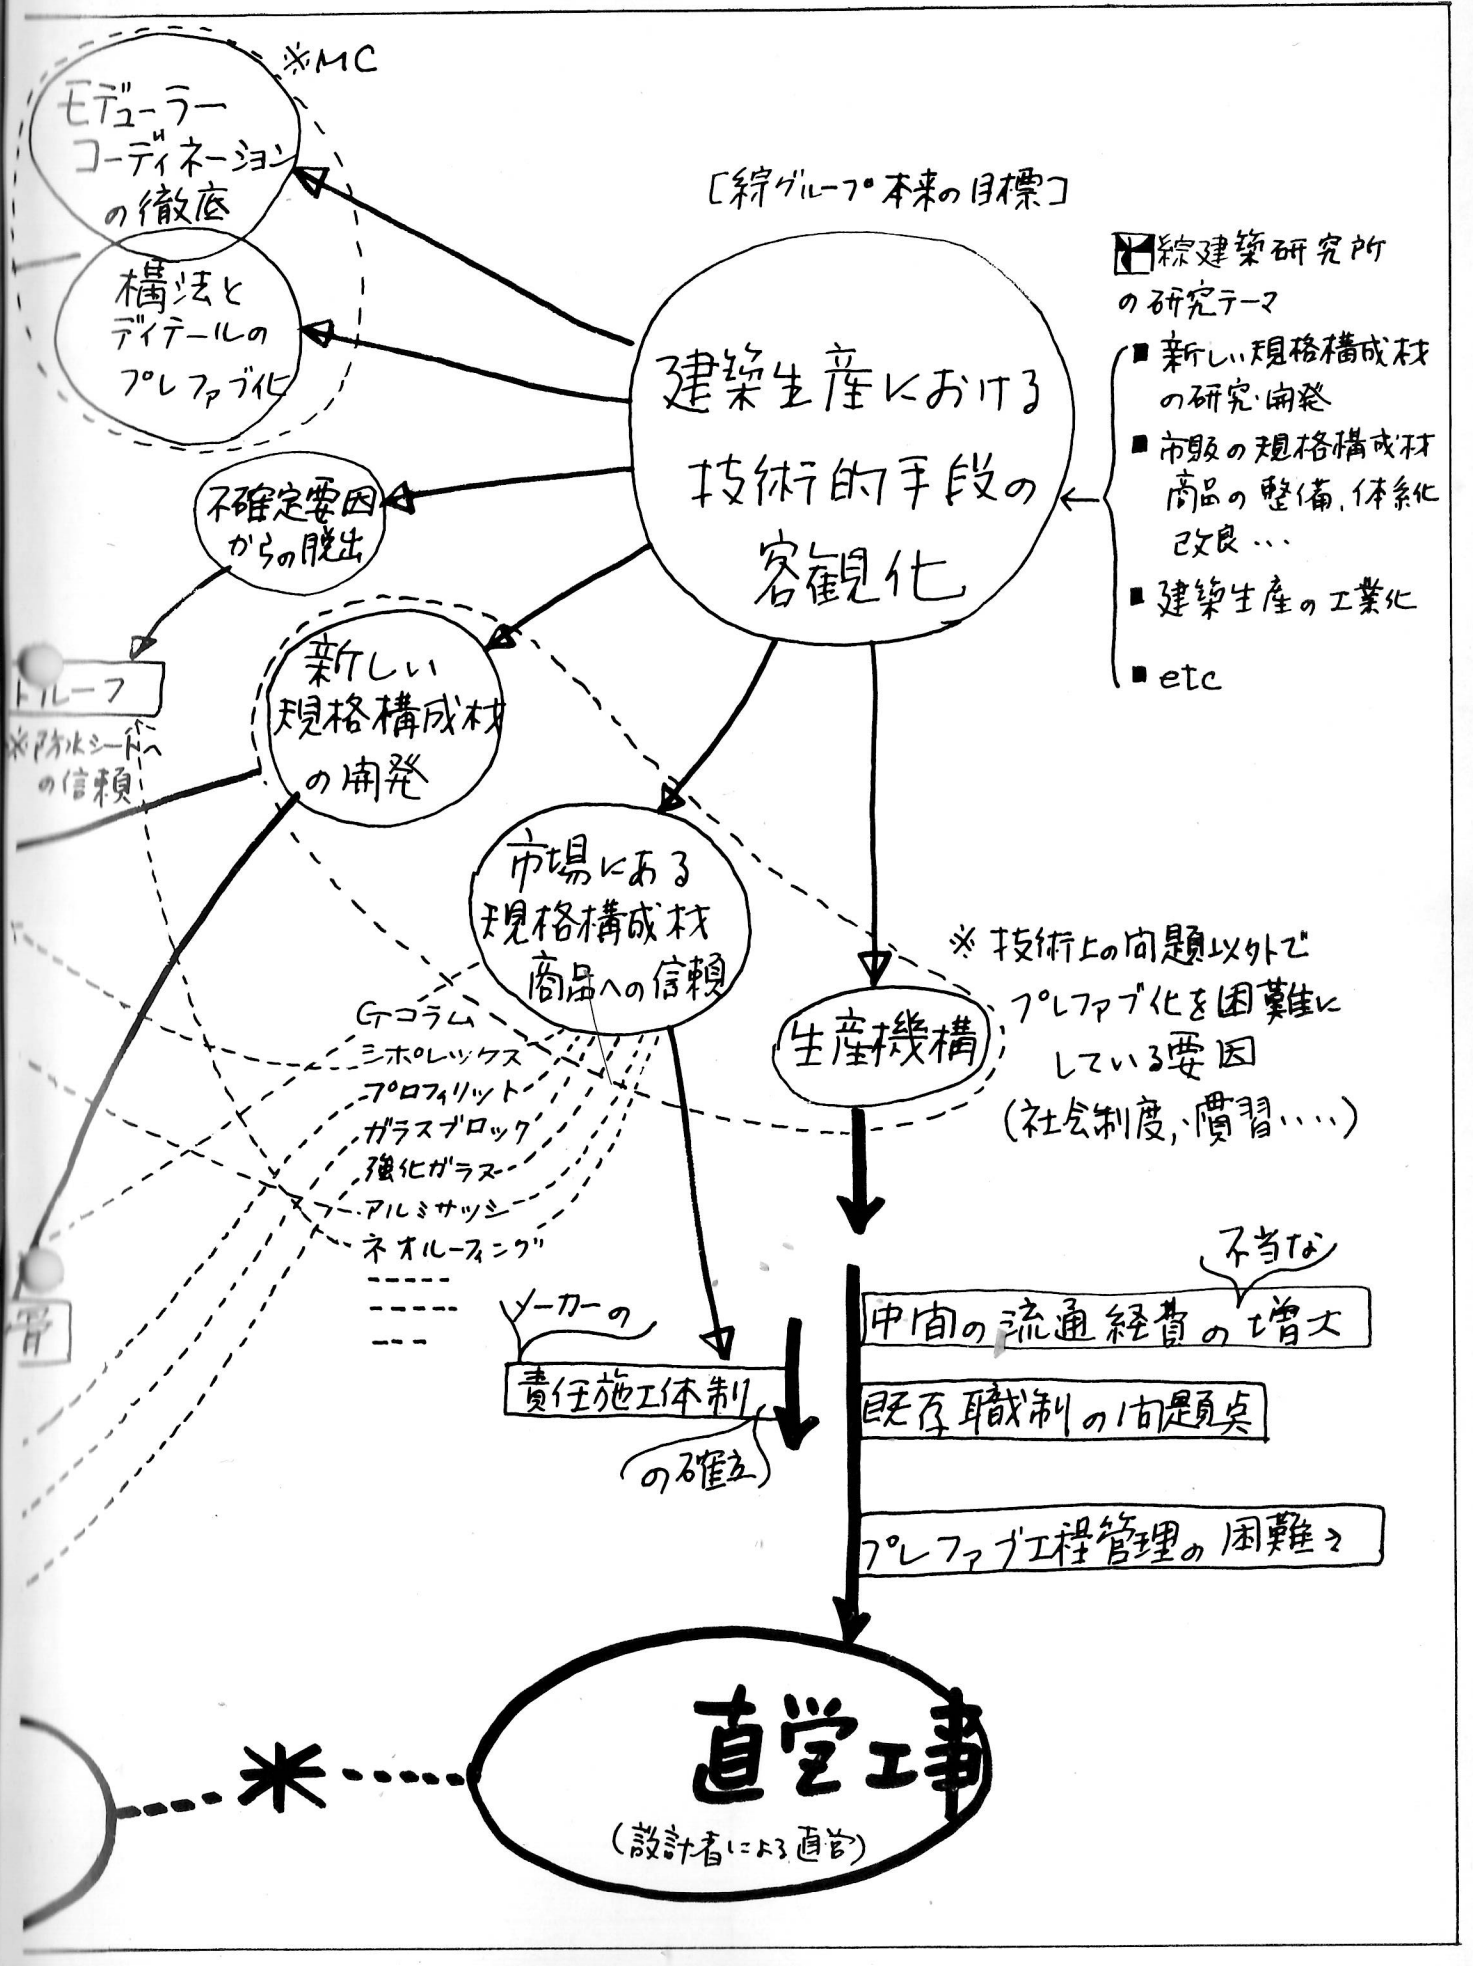 ※MC
モデューラー
コーディネーション
の徹底
構法と
ディテールの
プレファブ化
[綜グループ本来の目標]
建築生産における
技術的手段の
客観化
綜建築研究所
の研究テーマ
■ 新しい規格構成材
の研究・開発
■ 市販の規格構成材
商品の整備、体系化
改良・・・
■ 建築生産の工業化
■ etc
不確定要因
からの脱出
トルーフ
※防水シートへ
の信頼
新しい
規格構成材
の開発
市場にある
規格構成材
商品への信頼
生産機構
※ 技術上の問題以外で
プレファブ化を困難に
している要因
(社会制度,慣習・・・・)
Gコラム
シポレックス
プロフィリット
ガラスブロック
強化ガラス
アルミサッシ
ネオルーフィング
メーカーの
責任施工体制
の確立
不当な
中間の流通経費の増大
既存職制の問題点
プレファブ工程管理の困難さ
骨
直営工事
(設計者による直営)